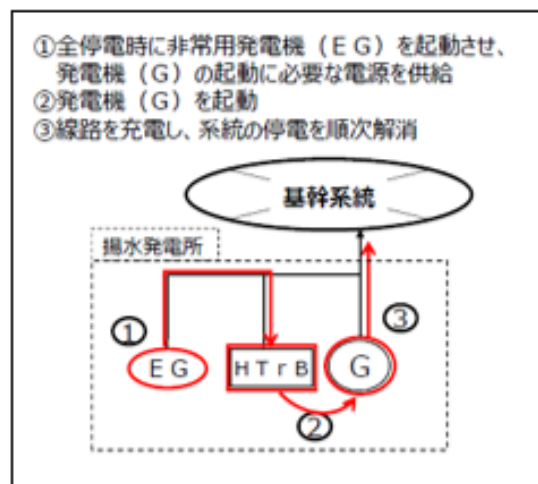 ①全停電時に非常用発電機（ＥＧ）を起動させ、
発電機（Ｇ）の起動に必要な電源を供給
②発電機（Ｇ）を起動
③線路を充電し、系統の停電を順次解消
基幹系統
揚水発電所
①
③
ＥＧ
ＨＴｒＢ
Ｇ
②